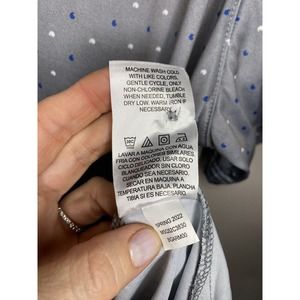 MACHINE WASH COLD
WITH LIKE COLORS,
GENTLE CYCLE, ONLY
NON-CHLORINE BLEACH
WHEN NEEDED, TUMBLE
DRY LOW. WARM IRON IF
NECESSARY.
LAVAR A MAQUINA CON AGUA
FRIA CON COLORES SIMILARES.
CICLO DELICADO. USAR SOLO
BLANQUEADOR SIN CLORO
CUANDO SEA NECESARIO.
SECAR EN MAQUINA A
TEMPERATURA BAJA. PLANCHA
TIBIA SI ES NECESARIO.
SPRING 2022